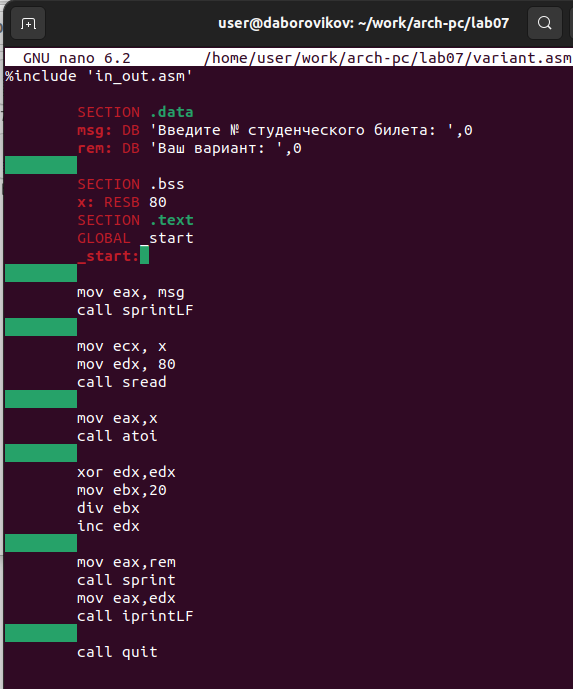 user@daborovikov: ~/work/arch-pc/lab07
GNU nano 6.2 /home/user/work/arch-pc/lab07/variant.asm
%include 'in_out.asm'
SECTION .data
msg: DB 'Введите № студенческого билета: ',0
rem: DB 'Ваш вариант: ',0
SECTION .bss
x: RESB 80
SECTION .text
GLOBAL _start
_start:
mov eax, msg
call sprintLF
mov ecx, x
mov edx, 80
call sread
mov eax,x
call atoi
xor edx,edx
mov ebx,20
div ebx
inc edx
mov eax,rem
call sprint
mov eax,edx
call iprintLF
call quit